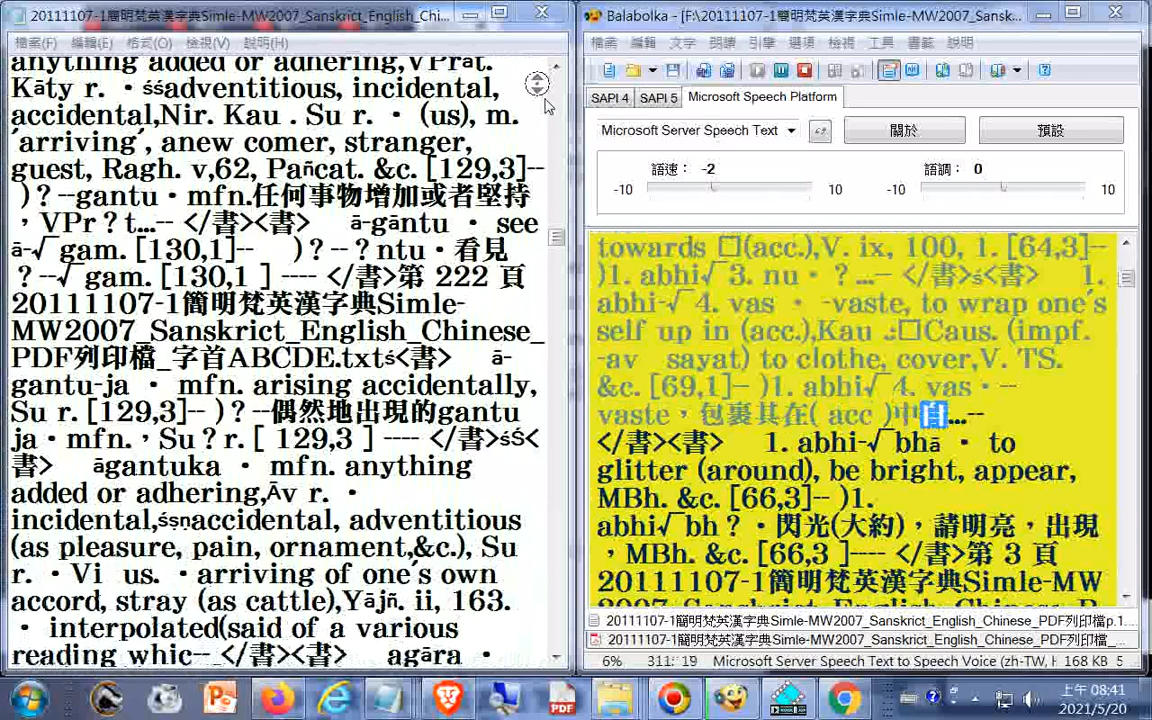 20111107-1簡明梵英漢字典Simle-MW2007_Sanskrict_English_Chi...
檔案(F) 編輯(E) 格式(O) 檢視(V) 說明(H)
anything added or adhering,VPrāt.
Kāty r. • śśadventitious, incidental,
accidental,Nir. Kau . Su r. • (us), m.
'arriving', anew comer, stranger,
guest, Ragh. v,62, Pañcat. &c. [129,3]--
)?--gantu•mfn.任何事物增加或者堅持
，VPr?t...-- </書><書> ā-gāntu • see
ā-√gam. [130,1]-- )?--?ntu•看見
?--√gam. [130,1 ] ---- </書>第 222 頁
20111107-1簡明梵英漢字典Simle-
MW2007_Sanskrict_English_Chinese_
PDF列印檔_字首ABCDE.txtś<書> ā-
gantu-ja • mfn. arising accidentally,
Su r. [129,3]-- )?--偶然地出現的gantu
ja•mfn.，Su?r. [ 129,3 ] ---- </書>śŚ<
書> āgantuka • mfn. anything
added or adhering,Āv r. •
incidental,śṣṇaccidental, adventitious
(as pleasure, pain, ornament,&c.), Su
r. •Vi us. •arriving of one's own
accord, stray (as cattle),Yājñ. ii, 163.
• interpolated(said of a various
reading whic-- </書><書> agāra •
Balabolka - [F:\20111107-1簡明梵英漢字典Simle-MW2007_Sansk...
檔案 編輯 文字 朗讀 引擎 選項 檢視 工具 書籤 說明
SAPI 4 SAPI 5 Microsoft Speech Platform
Microsoft Server Speech Text 關於 預設
語速： -2 語調： 0
-10 10 -10 10
towards □(acc.),V. ix, 100, 1. [64,3]--
)1. abhi√ 3. nu • ?...-- </書>ś<書> 1.
abhi-√ 4. vas • -vaste, to wrap one's
self up in (acc.),Kau .□Caus. (impf.
-av sayat) to clothe, cover,V. TS.
&c. [69,1]-- )1. abhi√ 4. vas•--
vaste，包裹其在( acc )中自...--
</書><書> 1. abhi-√bhā • to
glitter (around), be bright, appear,
MBh. &c. [66,3]-- )1.
abhi√bh?•閃光(大約)，請明亮，出現
，MBh. &c. [66,3 ]---- </書>第 3 頁
20111107-1簡明梵英漢字典Simle-MW
20111107-1簡明梵英漢字典Simle-MW2007_Sanskrict_English_Chinese_PDF列印檔p.1...
20111107-1簡明梵英漢字典Simle-MW2007_Sanskrict_English_Chinese_PDF列印檔_...
6% 311: 19 Microsoft Server Speech Text to Speech Voice (zh-TW, H 168 KB 5
上午 08:41
2021/5/20